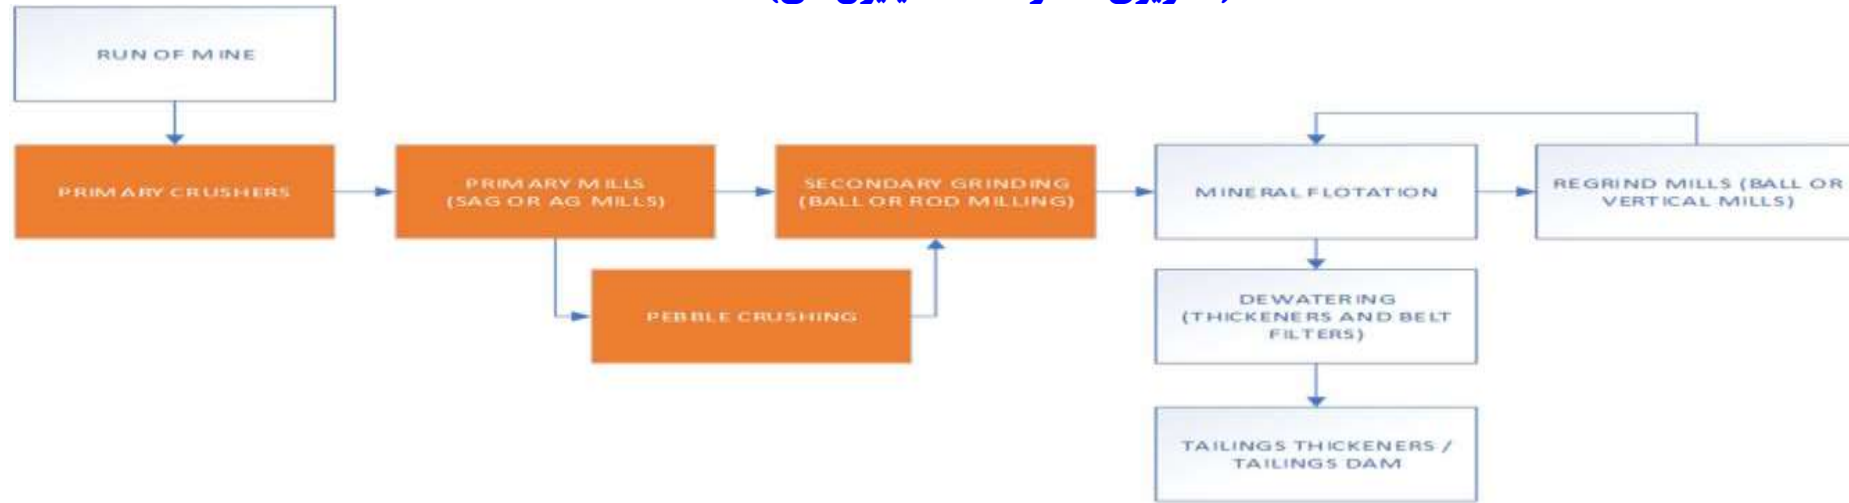 RUN OF MINE
PRIMARY CRUSHERS
PRIMARY MILLS
(SAG OR AG MILLS)
SECONDARY GRINDING
(BALL OR ROD MILLING)
MINERAL FLOTATION
REGRIND MILLS (BALL OR
VERTICAL MILLS)
PEBBLE CRUSHING
DEWATERING
(THICKENERS AND BELT
FILTERS)
TAILINGS THICKENERS /
TAILINGS DAM